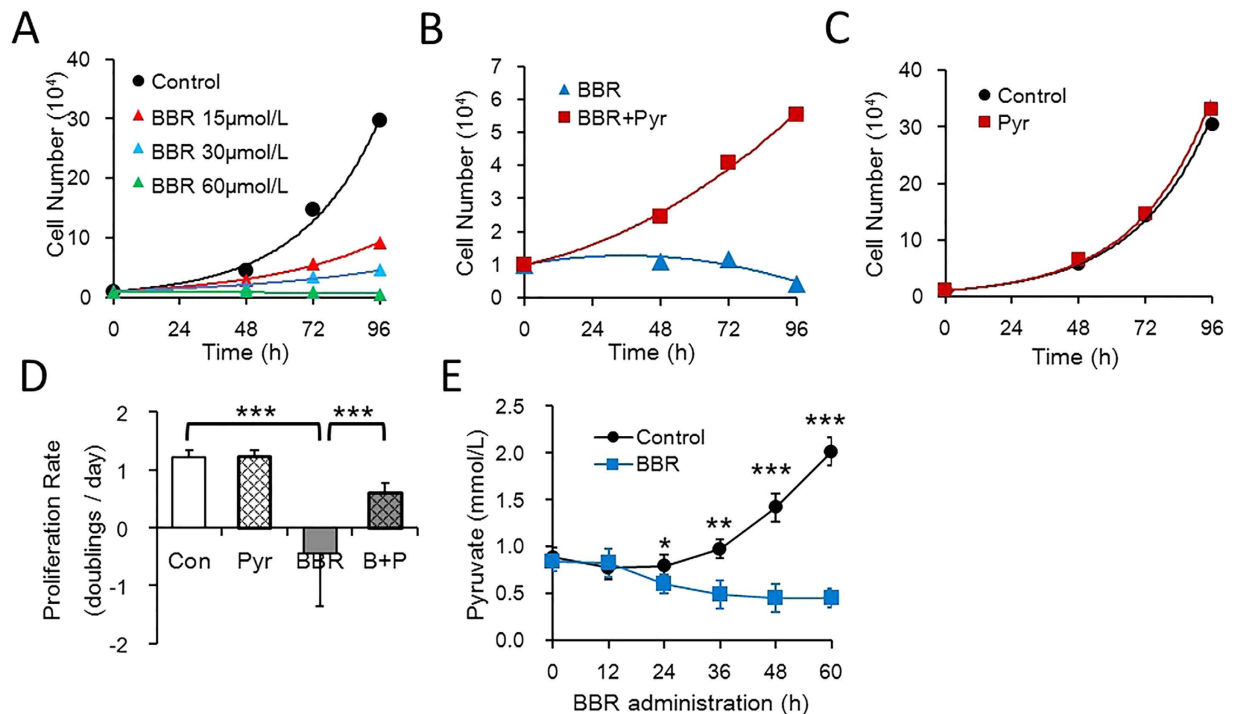 A
Cell Number (10⁴)
40
30
20
10
0
0 24 48 72 96
Time (h)
Control
BBR 15μmol/L
BBR 30μmol/L
BBR 60μmol/L
B
Cell Number (10⁴)
7
6
5
4
3
2
1
0
0 24 48 72 96
Time (h)
BBR
BBR+Pyr
C
Cell Number (10⁴)
40
30
20
10
0
0 24 48 72 96
Time (h)
Control
Pyr
D
Proliferation Rate
(doublings / day)
2
1
0
-1
-2
*** ***
Con Pyr BBR B+P
E
Pyruvate (mmol/L)
2.5
2.0
1.5
1.0
0.5
0.0
Control
BBR
* ** *** ***
0 12 24 36 48 60
BBR administration (h)